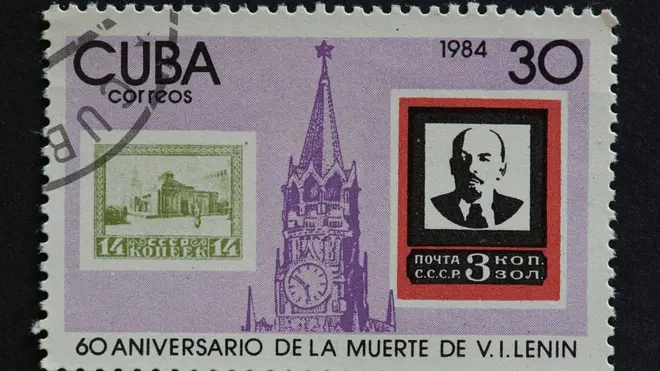 CUBA
correos
1984 30
CUB
14 СССР 14
КОПЕЕК
ПОЧТА 3 КОП.
С.С.С.Р. ЗОЛ.
60 ANIVERSARIO DE LA MUERTE DE V.I.LENIN